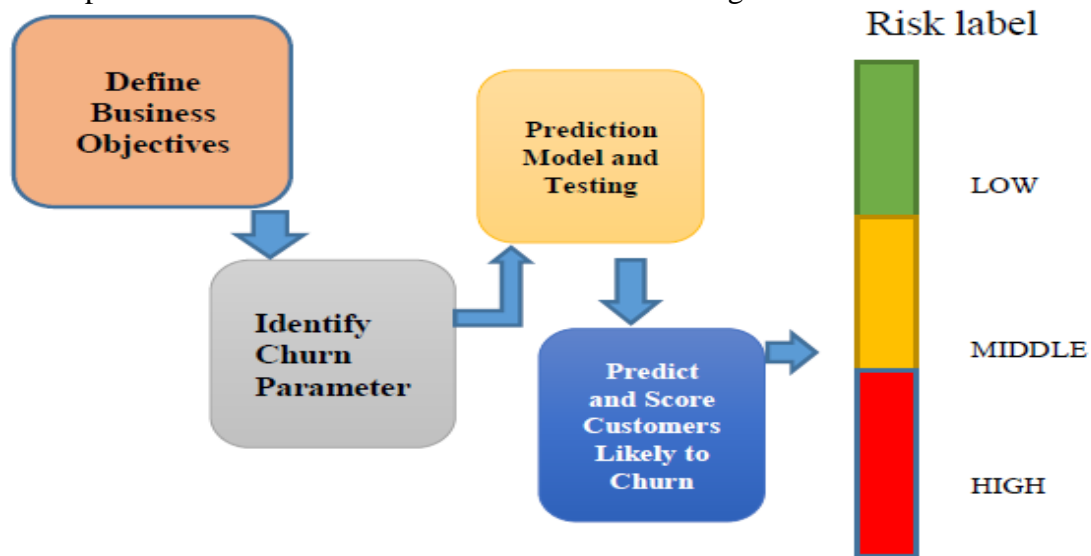 Risk label
Define
Business
Objectives
Prediction
Model and
Testing
LOW
Identify
Churn
Parameter
MIDDLE
Predict
and Score
Customers
Likely to
Churn
HIGH